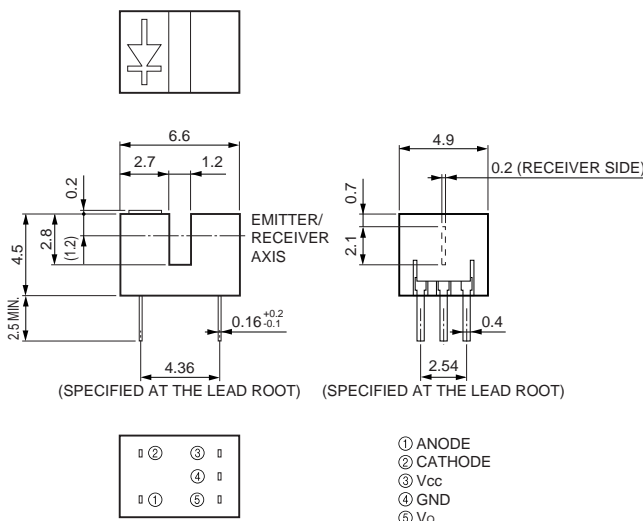 6.6
2.7
1.2
0.2
4.5
2.8
(1.2)
2.5 MIN.
EMITTER/
RECEIVER
AXIS
0.16 +0.2 -0.1
4.36
(SPECIFIED AT THE LEAD ROOT)
4.9
0.2 (RECEIVER SIDE)
0.7
2.1
0.4
2.54
(SPECIFIED AT THE LEAD ROOT)
② ③
④
① ⑤
① ANODE
② CATHODE
③ Vcc
④ GND
⑤ Vo